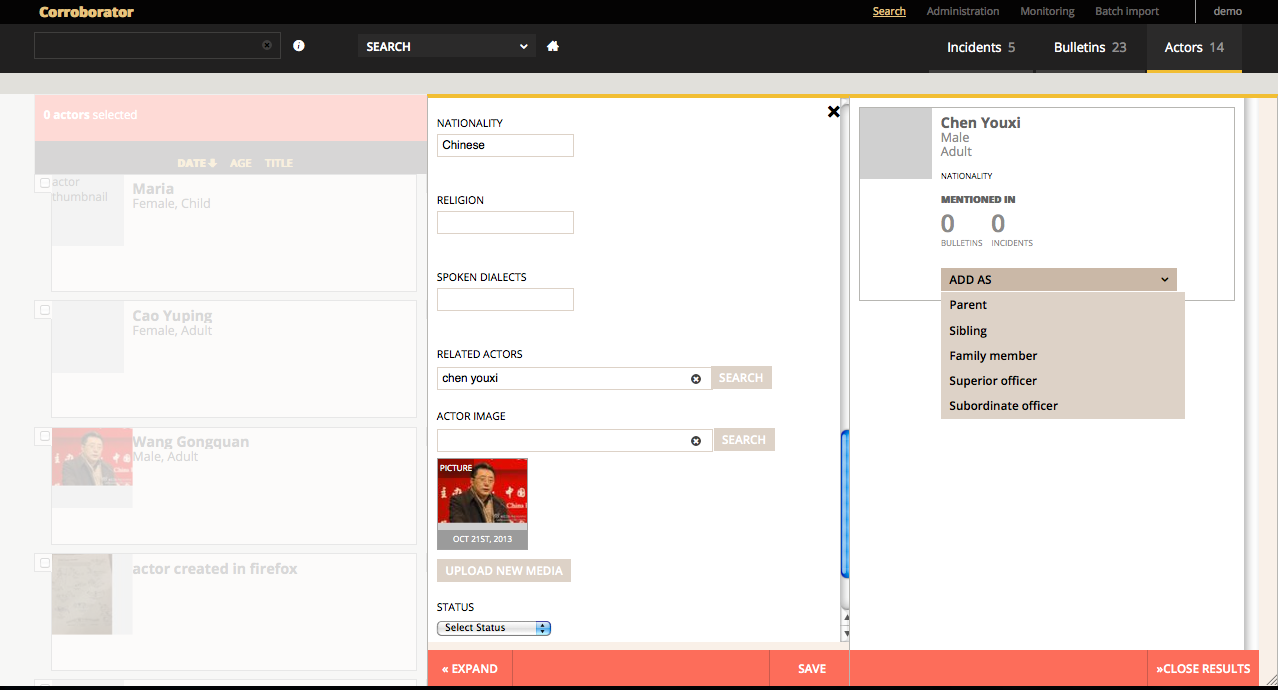 Corroborator
Search Administration Monitoring Batch import demo
SEARCH
Incidents 5 Bulletins 23 Actors 14
0 actors selected
DATE AGE TITLE
actor thumbnail
Maria
Female, Child
Cao Yuping
Female, Adult
Wang Gongquan
Male, Adult
actor created in firefox
NATIONALITY
Chinese
RELIGION
SPOKEN DIALECTS
RELATED ACTORS
chen youxi
SEARCH
ACTOR IMAGE
SEARCH
PICTURE
中国
China
OCT 21ST, 2013
UPLOAD NEW MEDIA
STATUS
Select Status
« EXPAND
SAVE
Chen Youxi
Male
Adult
NATIONALITY
MENTIONED IN
0 0
BULLETINS INCIDENTS
ADD AS
Parent
Sibling
Family member
Superior officer
Subordinate officer
»CLOSE RESULTS